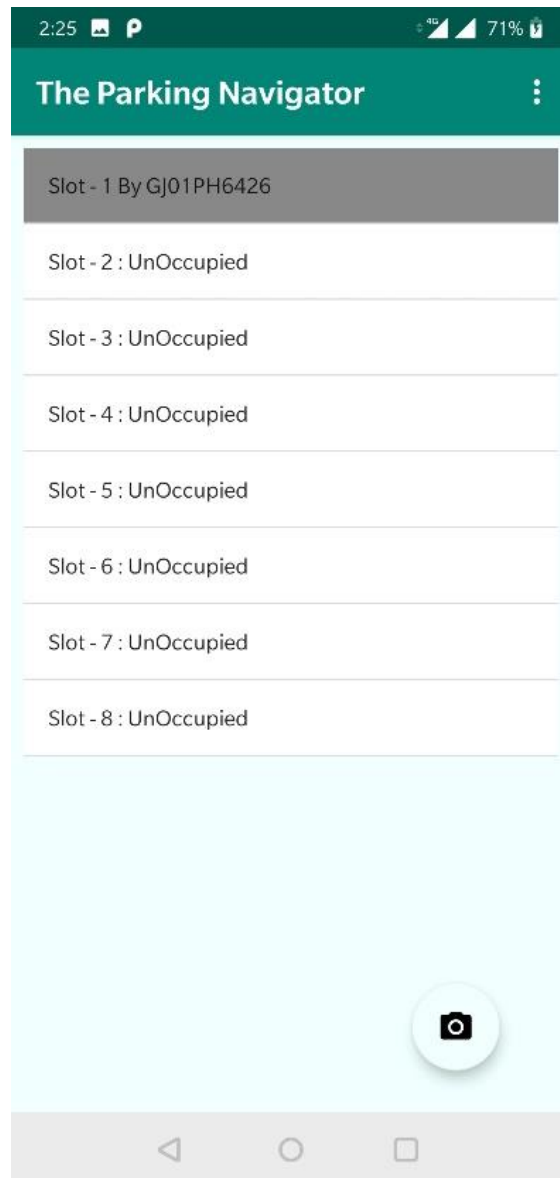 2:25 P 4G 71%
The Parking Navigator
Slot - 1 By GJ01PH6426
Slot - 2 : UnOccupied
Slot - 3 : UnOccupied
Slot - 4 : UnOccupied
Slot - 5 : UnOccupied
Slot - 6 : UnOccupied
Slot - 7 : UnOccupied
Slot - 8 : UnOccupied